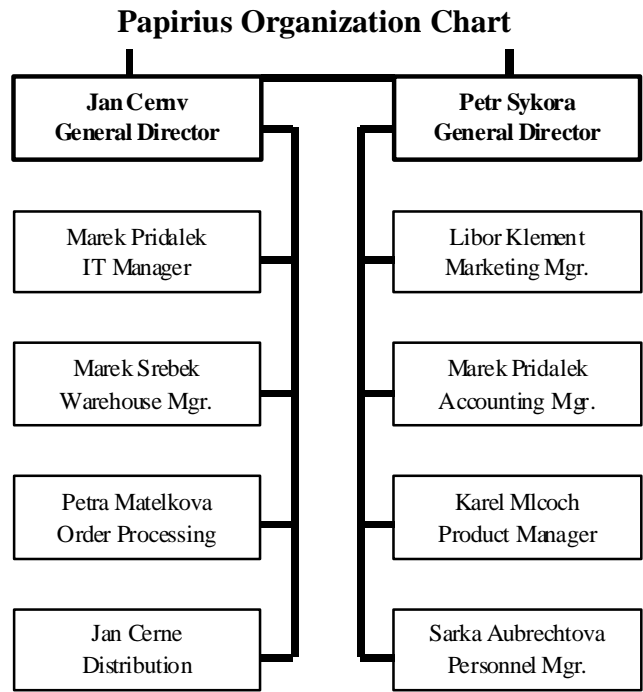 Papirius Organization Chart
Jan Cernv
General Director
Petr Sykora
General Director
Marek Pridalek
IT Manager
Libor Klement
Marketing Mgr.
Marek Srebek
Warehouse Mgr.
Marek Pridalek
Accounting Mgr.
Petra Matelkova
Order Processing
Karel Mlcoch
Product Manager
Jan Cerne
Distribution
Sarka Aubrechtova
Personnel Mgr.